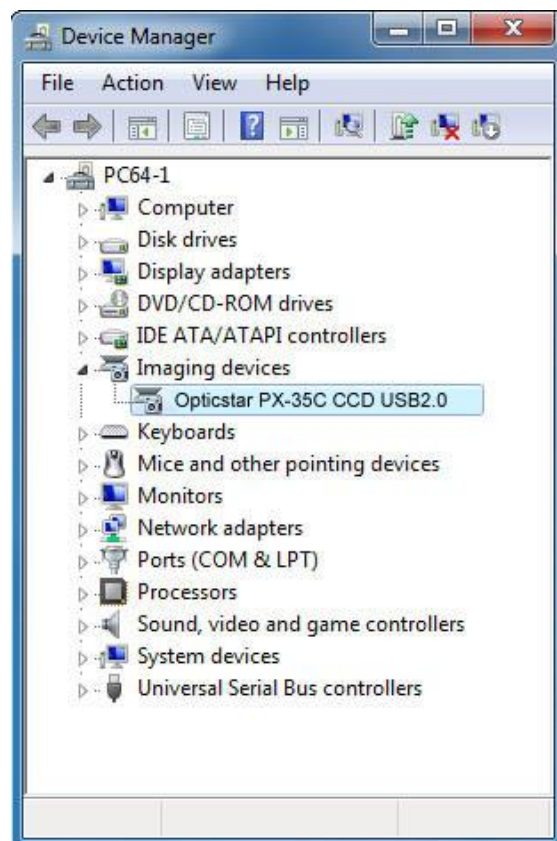 Device Manager
File Action View Help
PC64-1
Computer
Disk drives
Display adapters
DVD/CD-ROM drives
IDE ATA/ATAPI controllers
Imaging devices
Opticstar PX-35C CCD USB2.0
Keyboards
Mice and other pointing devices
Monitors
Network adapters
Ports (COM & LPT)
Processors
Sound, video and game controllers
System devices
Universal Serial Bus controllers